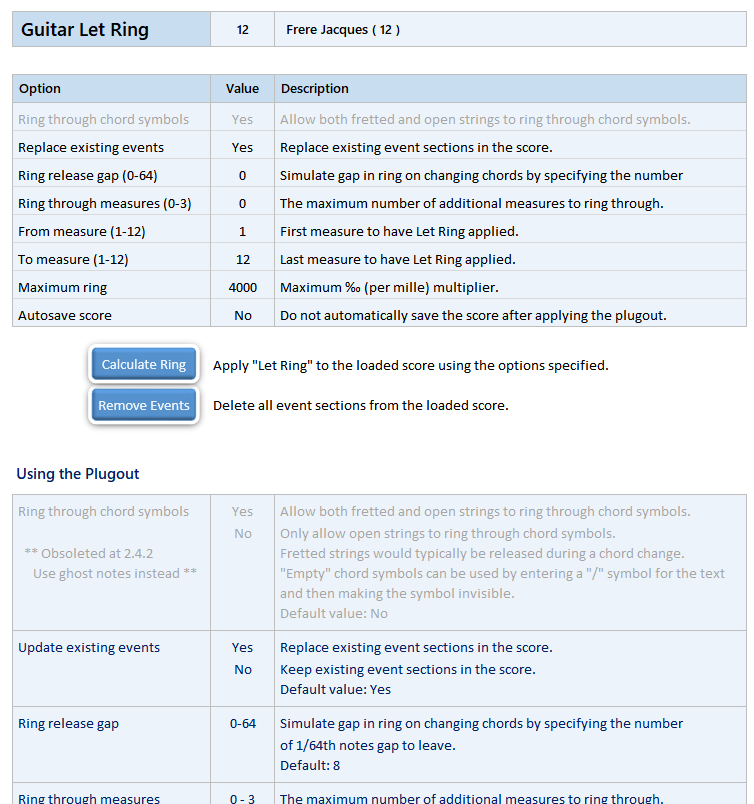 Guitar Let Ring 12 Frere Jacques ( 12 )
Option Value Description
Ring through chord symbols Yes Allow both fretted and open strings to ring through chord symbols.
Replace existing events Yes Replace existing event sections in the score.
Ring release gap (0-64) 0 Simulate gap in ring on changing chords by specifying the number
Ring through measures (0-3) 0 The maximum number of additional measures to ring through.
From measure (1-12) 1 First measure to have Let Ring applied.
To measure (1-12) 12 Last measure to have Let Ring applied.
Maximum ring 4000 Maximum ‰ (per mille) multiplier.
Autosave score No Do not automatically save the score after applying the plugout.
Calculate Ring Apply "Let Ring" to the loaded score using the options specified.
Remove Events Delete all event sections from the loaded score.
Using the Plugout
Ring through chord symbols Yes Allow both fretted and open strings to ring through chord symbols.
No Only allow open strings to ring through chord symbols.
** Obsoleted at 2.4.2 Fretted strings would typically be released during a chord change.
Use ghost notes instead ** "Empty" chord symbols can be used by entering a "/" symbol for the text
and then making the symbol invisible.
Default value: No
Update existing events Yes Replace existing event sections in the score.
No Keep existing event sections in the score.
Default value: Yes
Ring release gap 0-64 Simulate gap in ring on changing chords by specifying the number
of 1/64th notes gap to leave.
Default: 8
Ring through measures 0 - 3 The maximum number of additional measures to ring through.